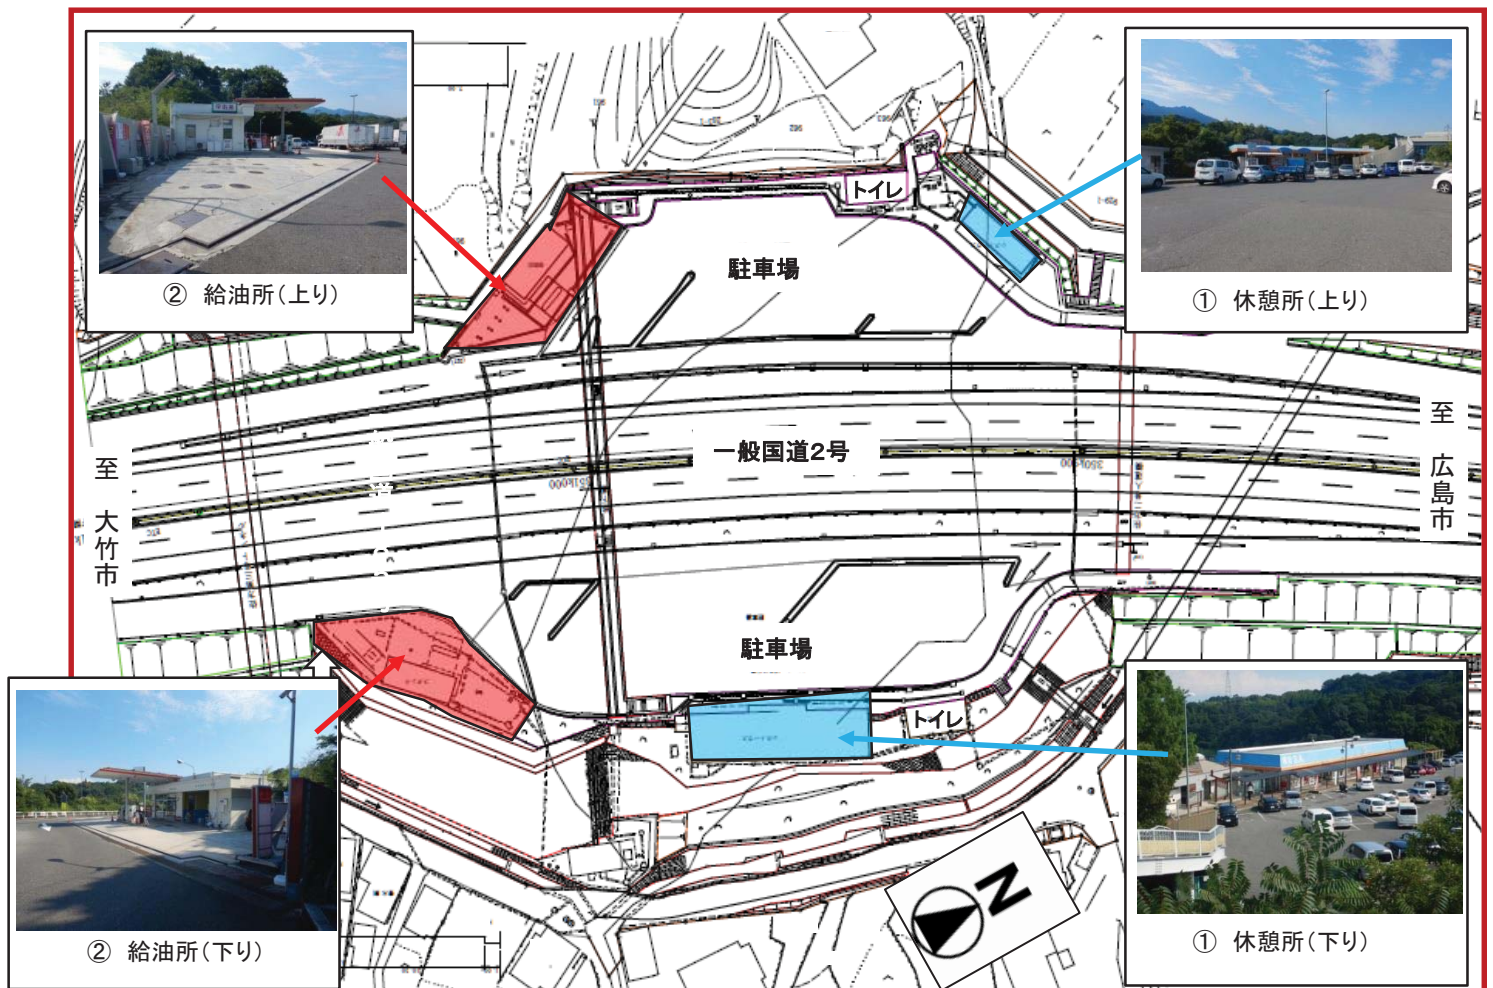 ② 給油所(上り)
① 休憩所(上り)
トイレ
駐車場
一般国道2号
至 大竹市
至 広島市
351k000
350k900
駐車場
トイレ
② 給油所(下り)
① 休憩所(下り)
N